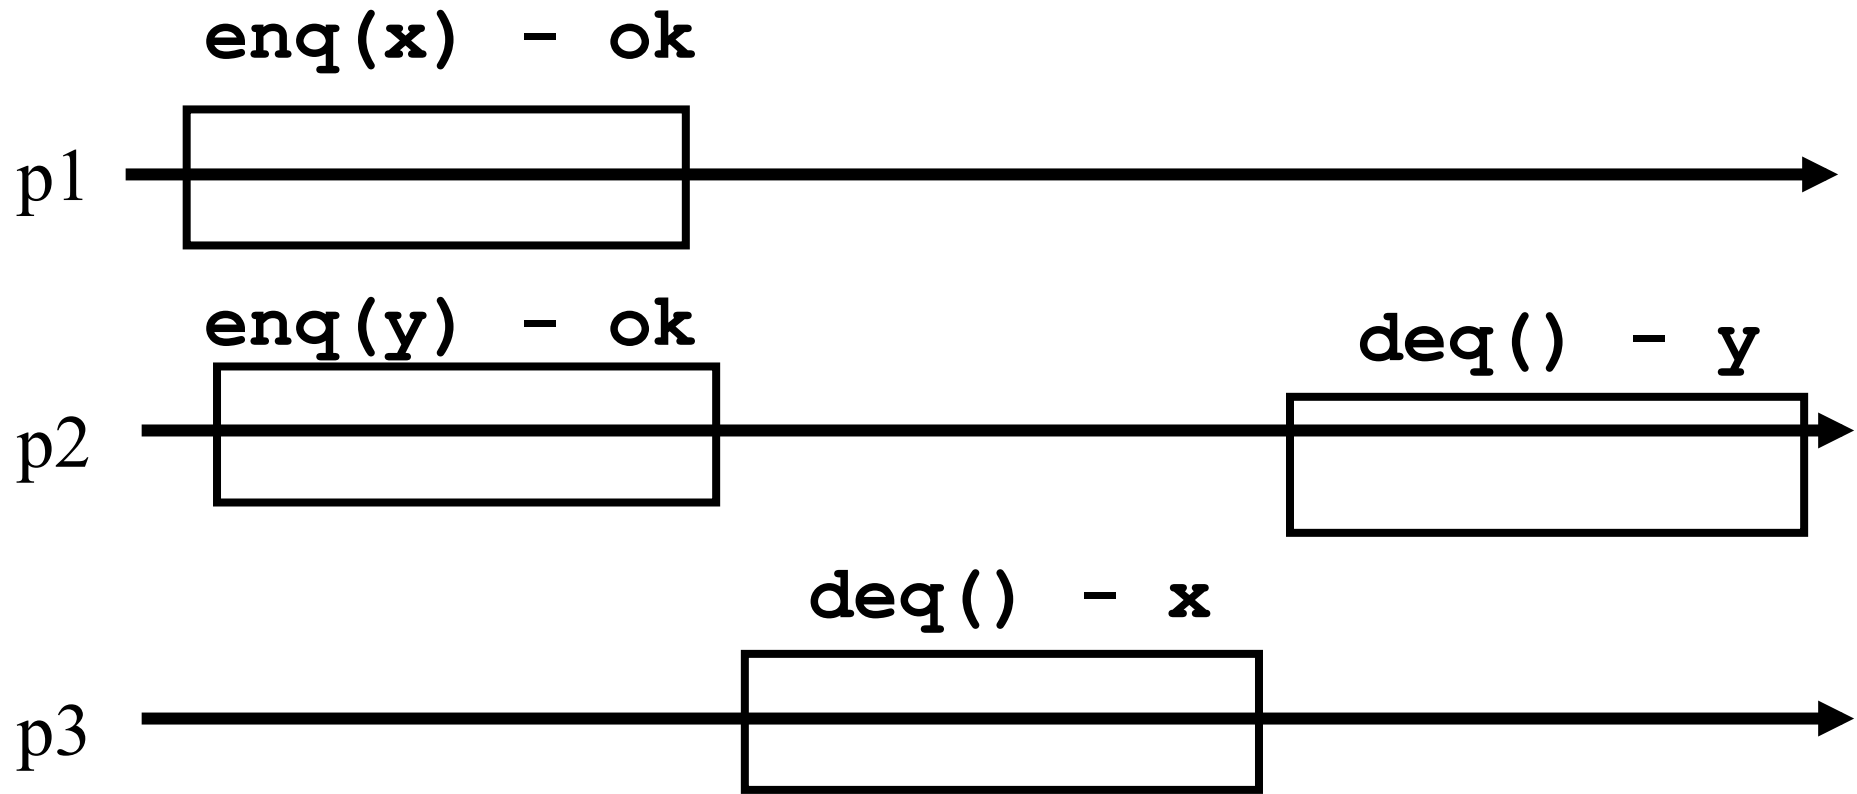 enq(x) - ok
p1
enq(y) - ok
deq() - y
p2
deq() - x
p3